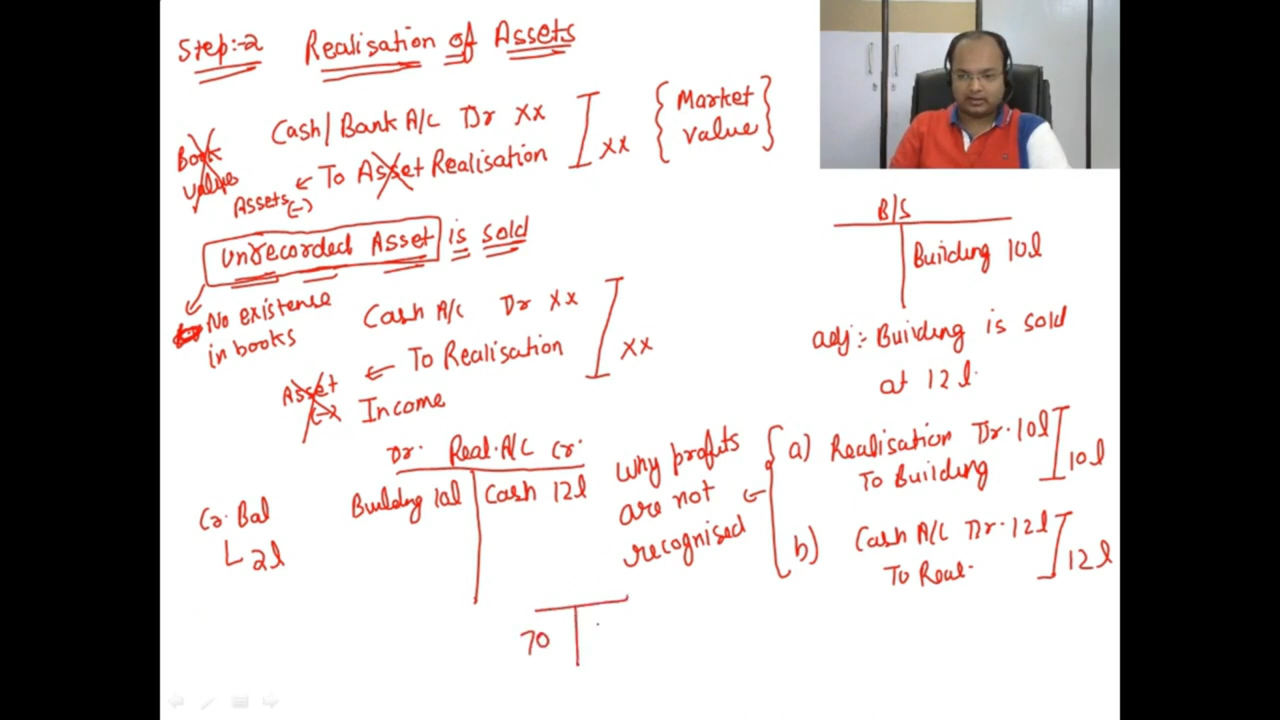 Step:-2 Realisation of Assets
Cash/Bank A/C Dr XX
To Asset Realisation
XX
{Market
value}
Book
value
Assets
(-)
Unrecorded Asset is sold
No existense
in books
Cash A/C Dr XX
To Realisation
XX
Asset
(-)
Income
B/S
Building 10l
adj:- Building is sold
at 12l.
Dr. Real. A/C Cr.
Building 10l Cash 12l
Cr. Bal
2l
why profits
are not
recognised
a) Realisation Dr. 10l
To Building
10l
b) Cash A/C Dr. 12l
To Real.
12l
70